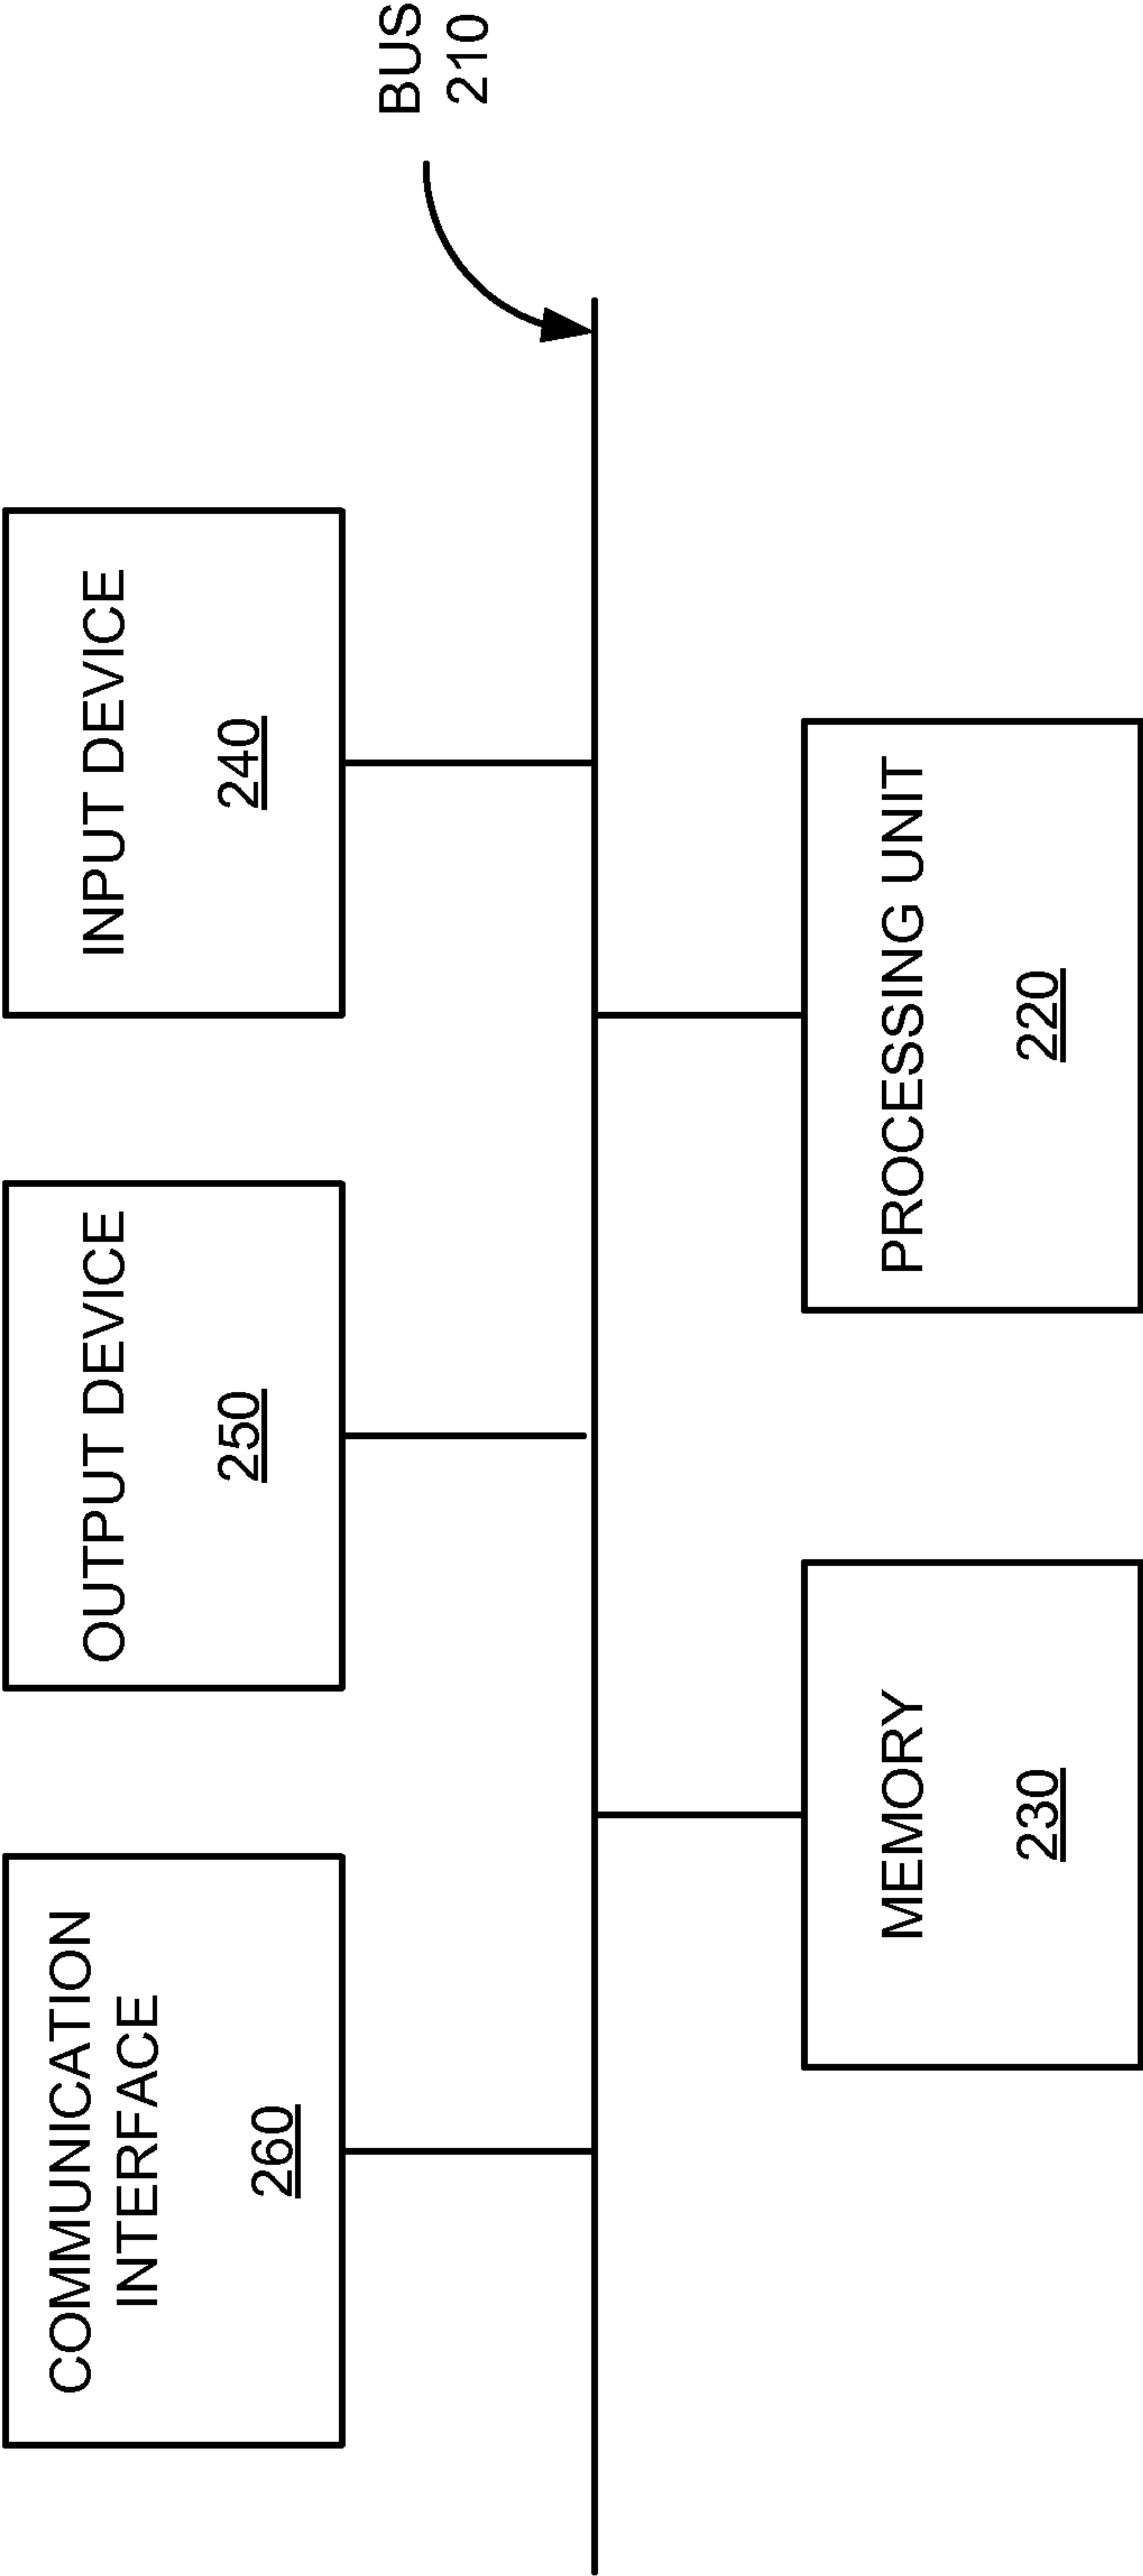 COMMUNICATION
INTERFACE
260
OUTPUT DEVICE
250
INPUT DEVICE
240
BUS
210
MEMORY
230
PROCESSING UNIT
220